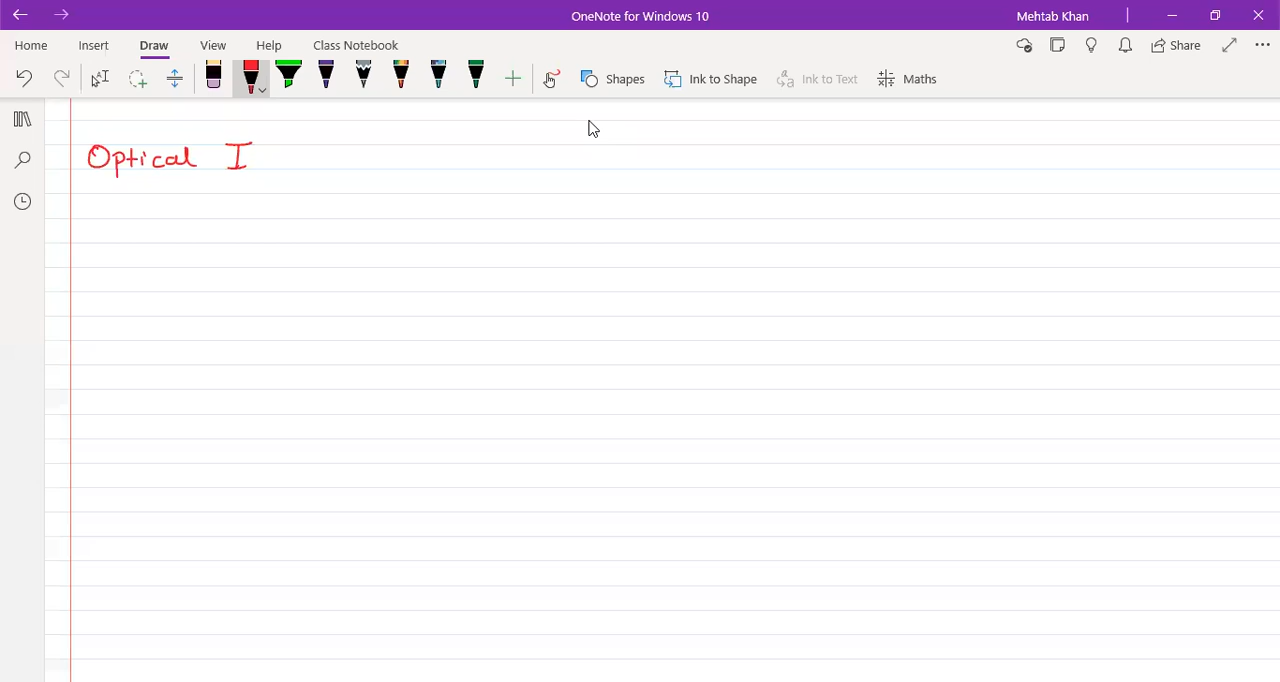 OneNote for Windows 10
Mehtab Khan
Home Insert Draw View Help Class Notebook
Share
Shapes Ink to Shape Ink to Text Maths
Optical I